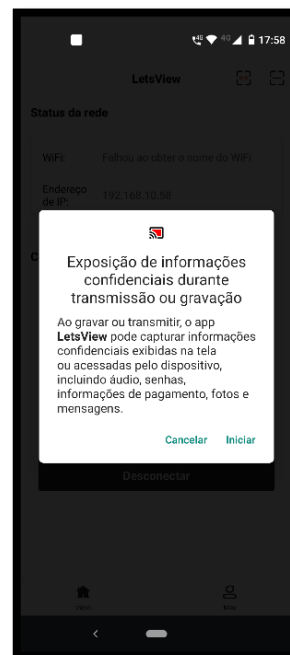 4G 17:58
LetsView
Status da rede
WiFi: Falhou ao obter o nome do WiFi
Endereço
de IP: 192.168.10.58
Exposição de informações
confidenciais durante
transmissão ou gravação
Ao gravar ou transmitir, o app
LetsView pode capturar informações
confidenciais exibidas na tela
ou acessadas pelo dispositivo,
incluindo áudio, senhas,
informações de pagamento, fotos e
mensagens.
Cancelar Iniciar
Desconectar